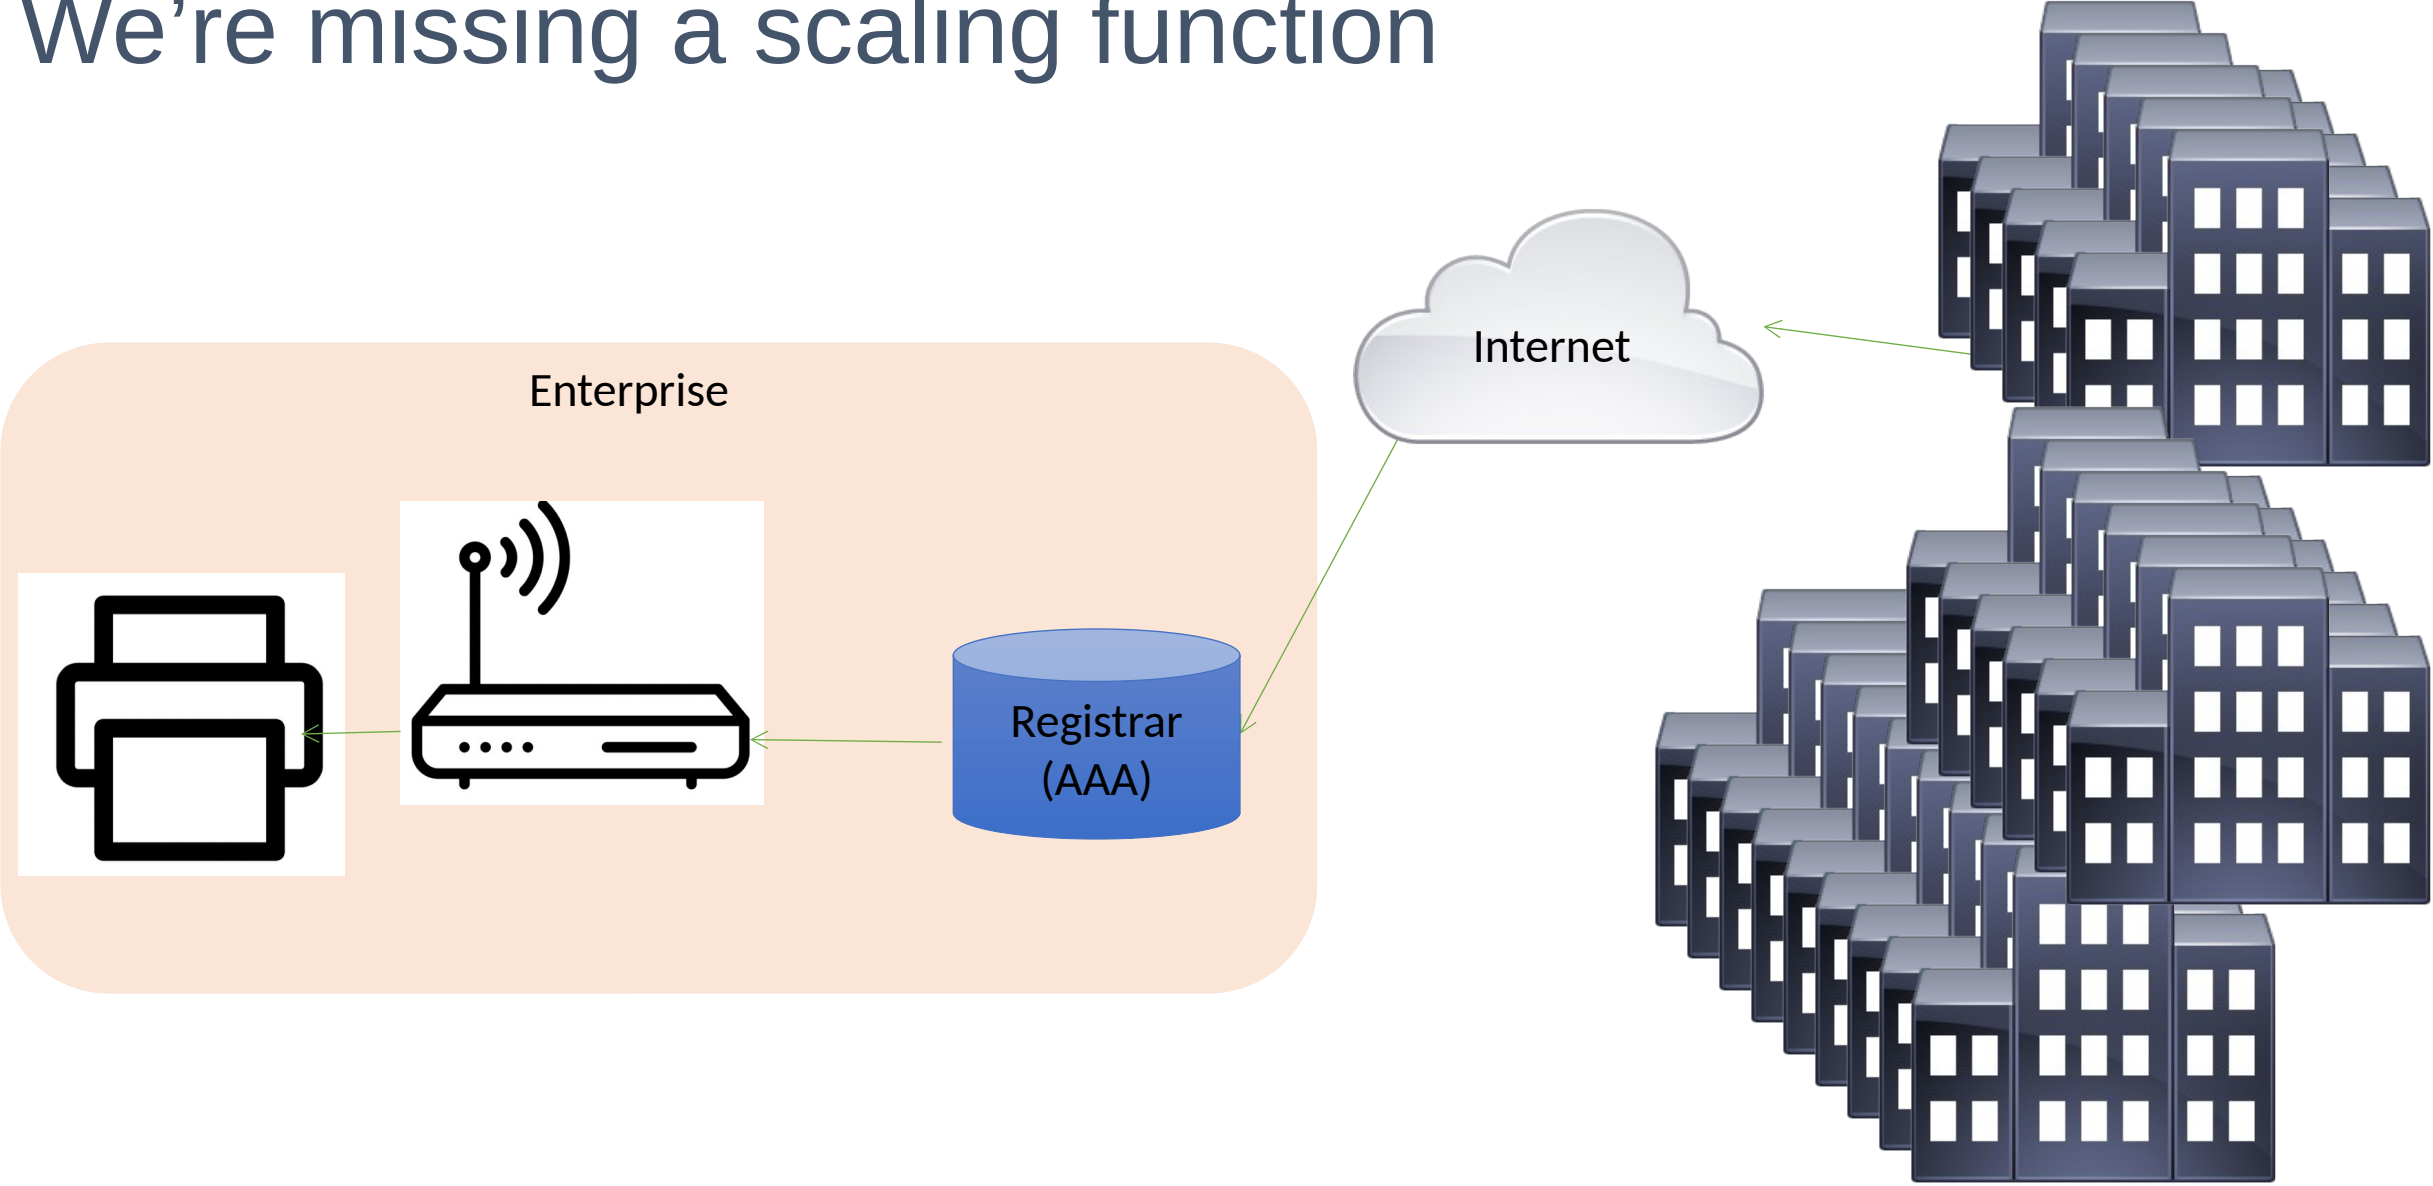 We’re missing a scaling function
Internet
Enterprise
Registrar
(AAA)